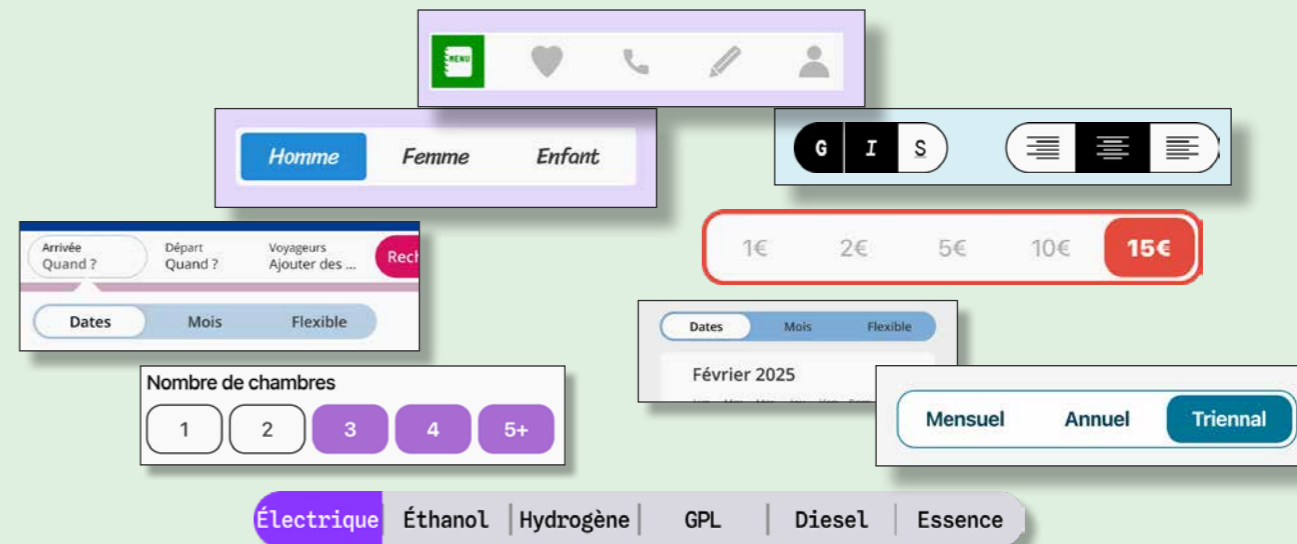 MENU
Homme Femme Enfant
G I S
Arrivée Départ Voyageurs
Quand ? Quand ? Ajouter des ... Rech
Dates Mois Flexible
1€ 2€ 5€ 10€ 15€
Dates Mois Flexible
Février 2025
Nombre de chambres
1 2 3 4 5+
Mensuel Annuel Triennal
Électrique Éthanol Hydrogène GPL Diesel Essence